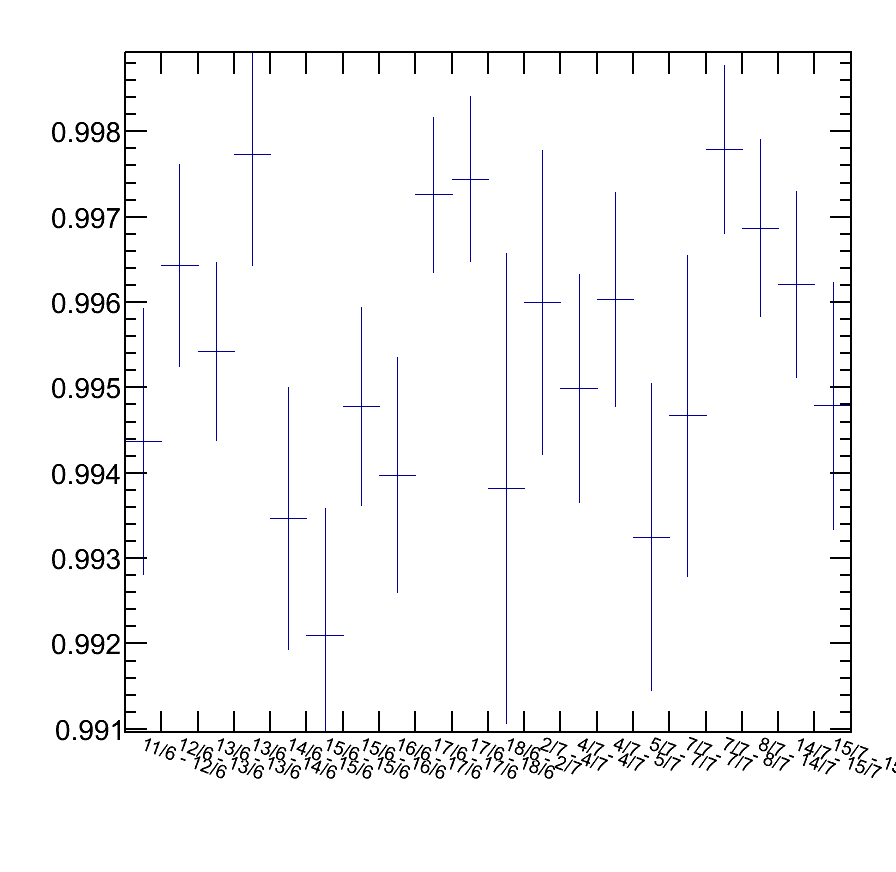 0.998
0.997
0.996
0.995
0.994
0.993
0.992
0.991
11/6 - 12/6
12/6 - 13/6
13/6 - 13/6
13/6 - 14/6
14/6 - 15/6
15/6 - 15/6
15/6 - 16/6
16/6 - 17/6
17/6 - 17/6
17/6 - 18/6
18/6 - 2/7
2/7 - 4/7
4/7 - 4/7
4/7 - 5/7
5/7 - 7/7
7/7 - 7/7
7/7 - 8/7
8/7 - 14/7
14/7 - 15/7
15/7 -